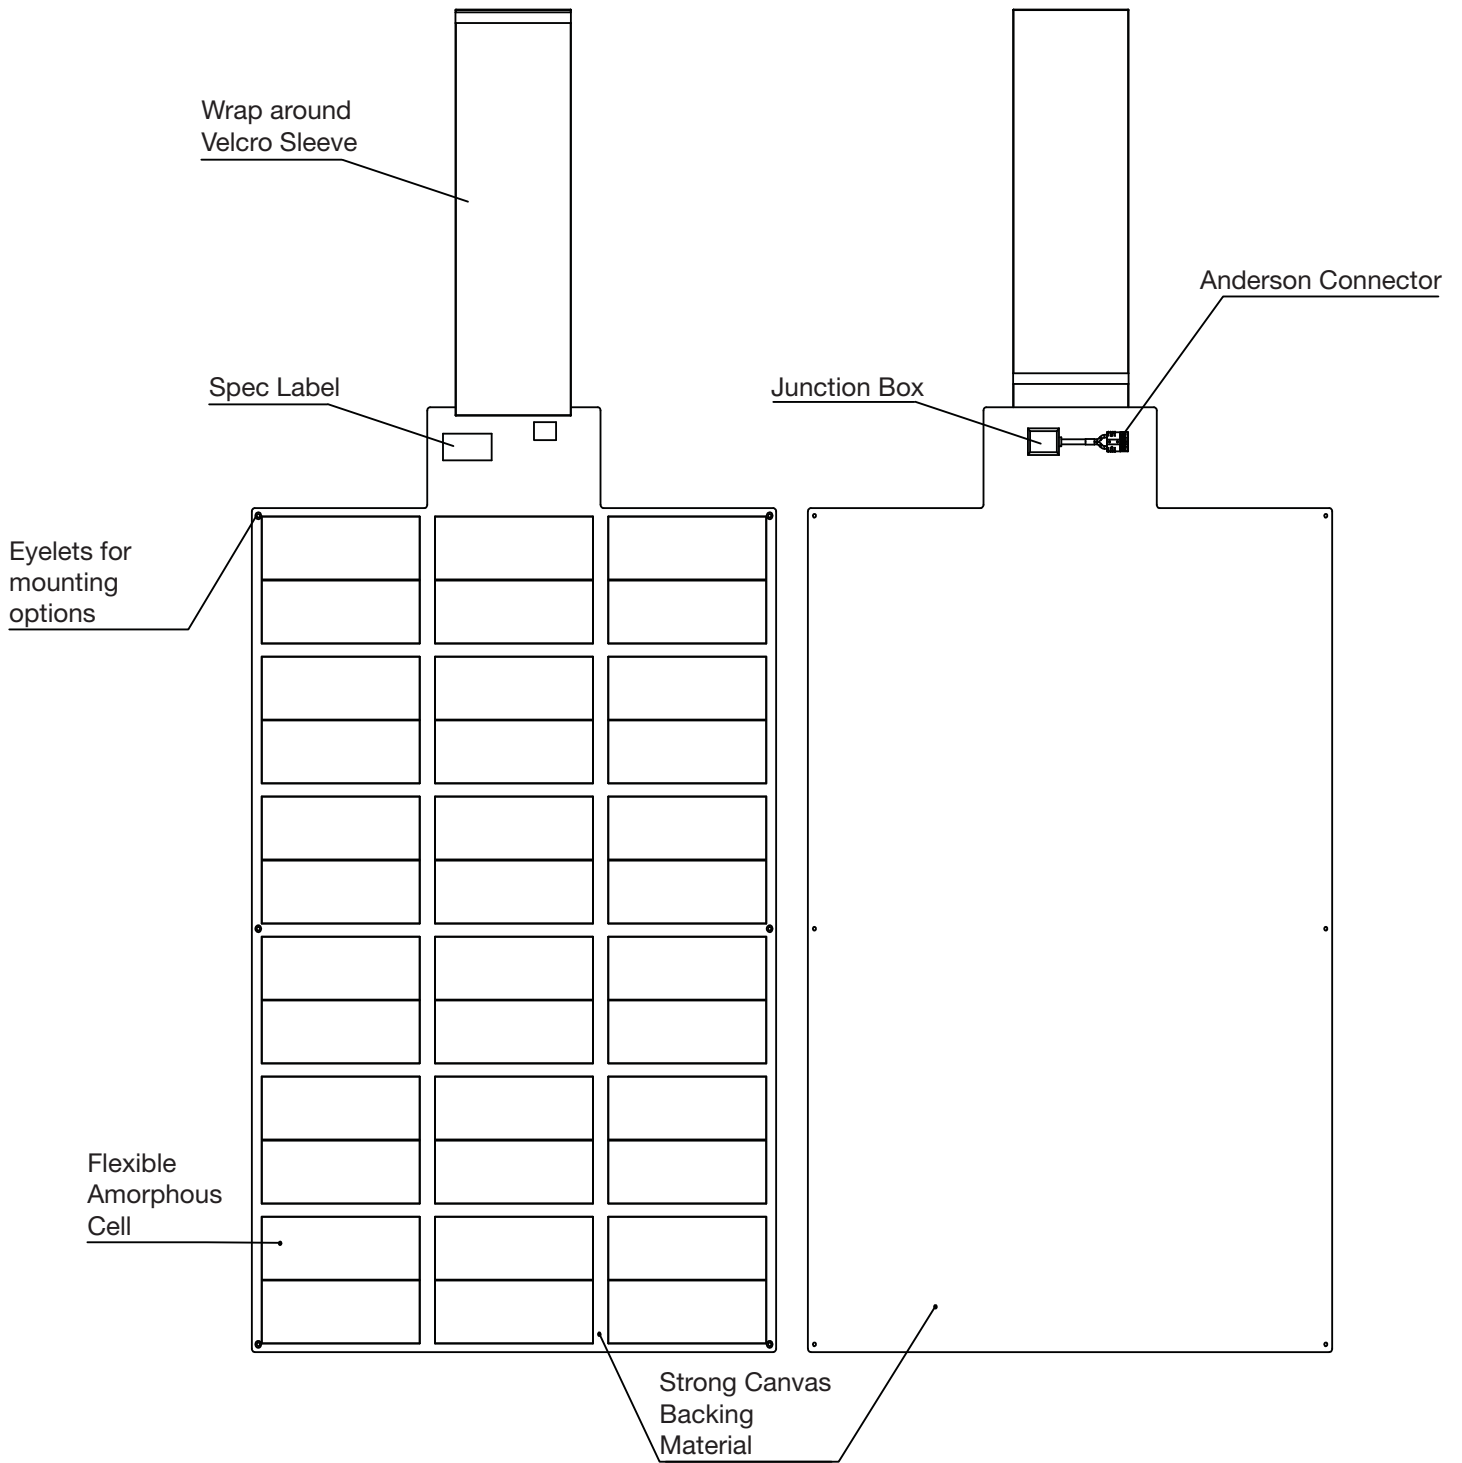 Wrap around
Velcro Sleeve
Anderson Connector
Spec Label
Junction Box
Eyelets for
mounting
options
Flexible
Amorphous
Cell
Strong Canvas
Backing
Material